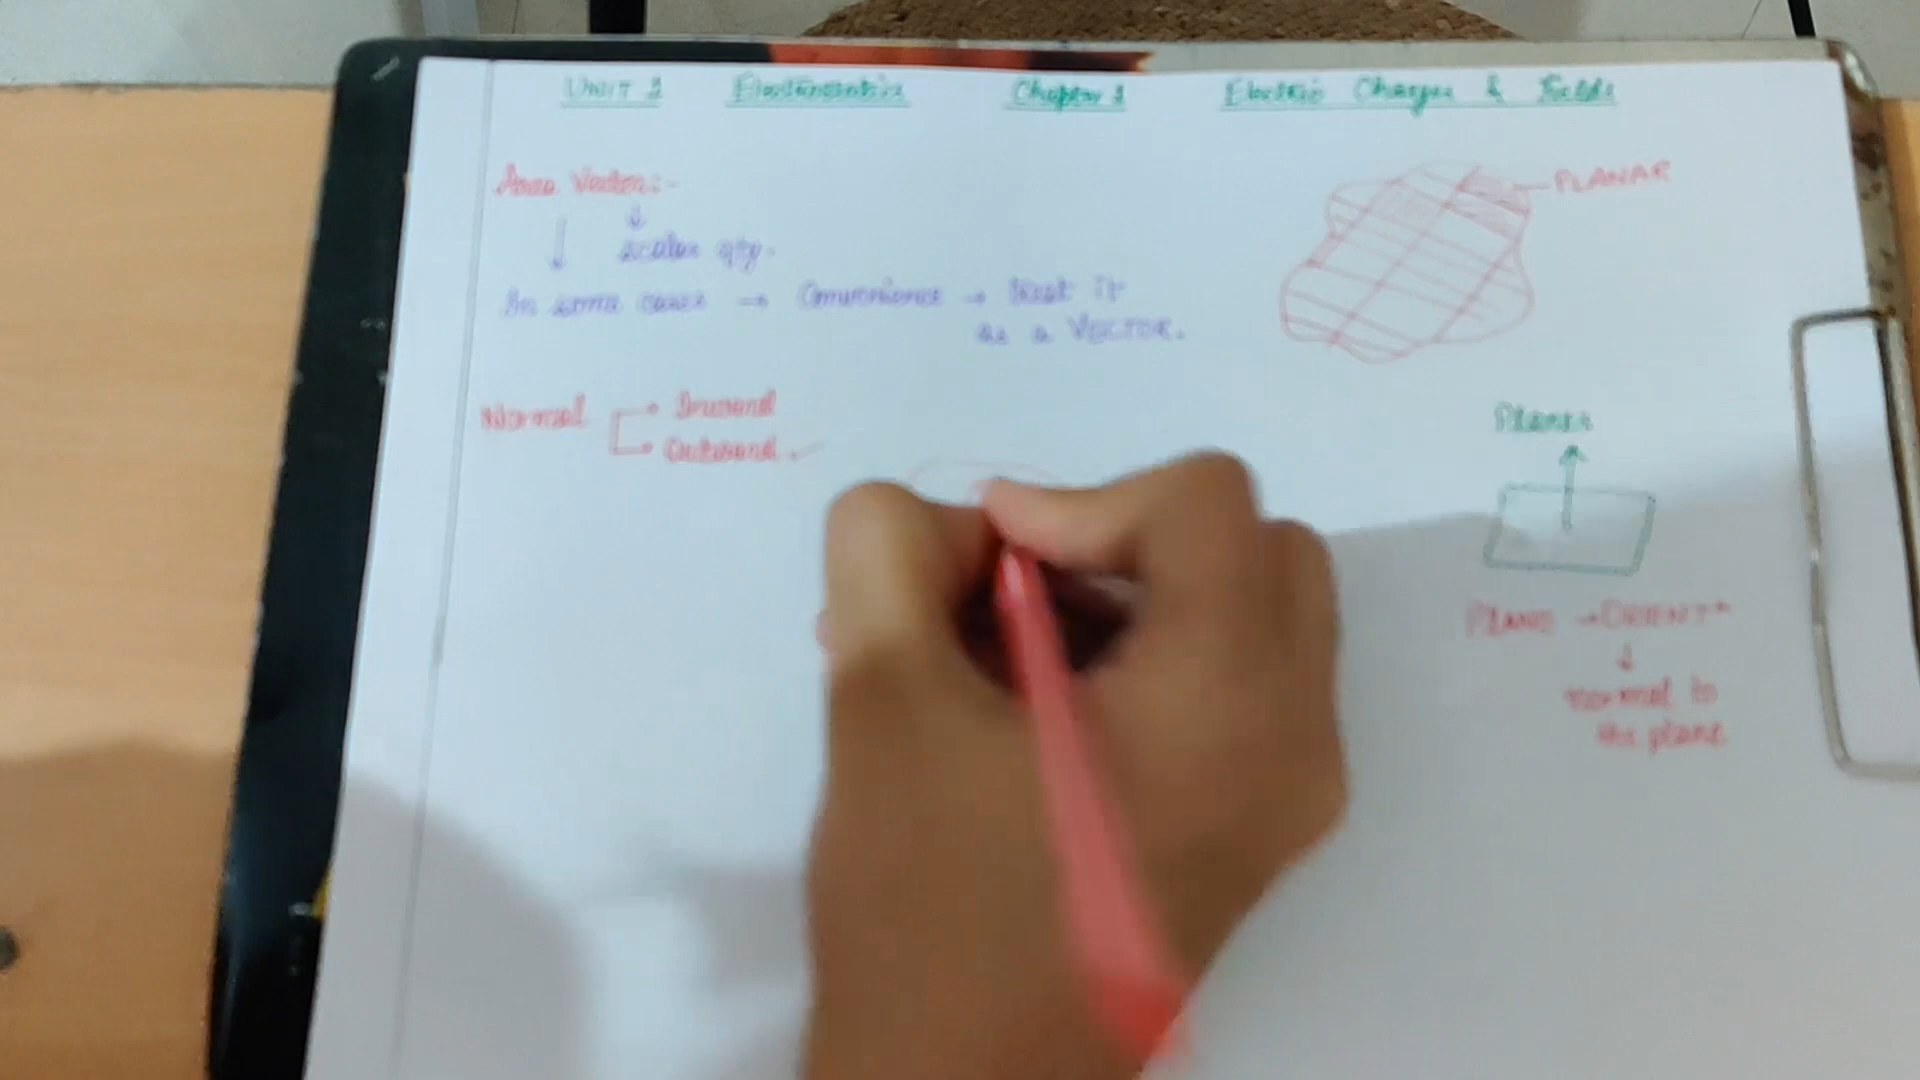 UNIT 1 Electrostatics Chapter 1 Electric Charges & Fields
Area Vector:-
PLANAR
↓ ↓
scalar qty.
In some cases → Convenience → treat it
as a VECTOR.
Normal → Inward
→ Outward ✓
Planar
PLANE → ORIENTⁿ
↓
normal to
the plane